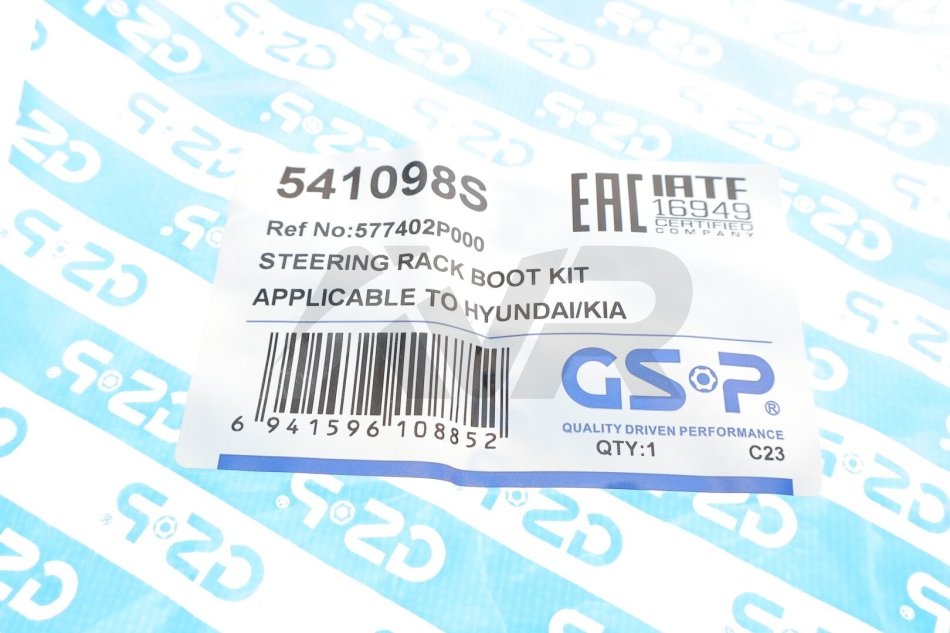 541098S
Ref No:577402P000
STEERING RACK BOOT KIT
APPLICABLE TO HYUNDAI/KIA
EAC
IATF
16949
CERTIFIED
COMPANY
6 941596 108852
GSP®
QUALITY DRIVEN PERFORMANCE
QTY:1
C23